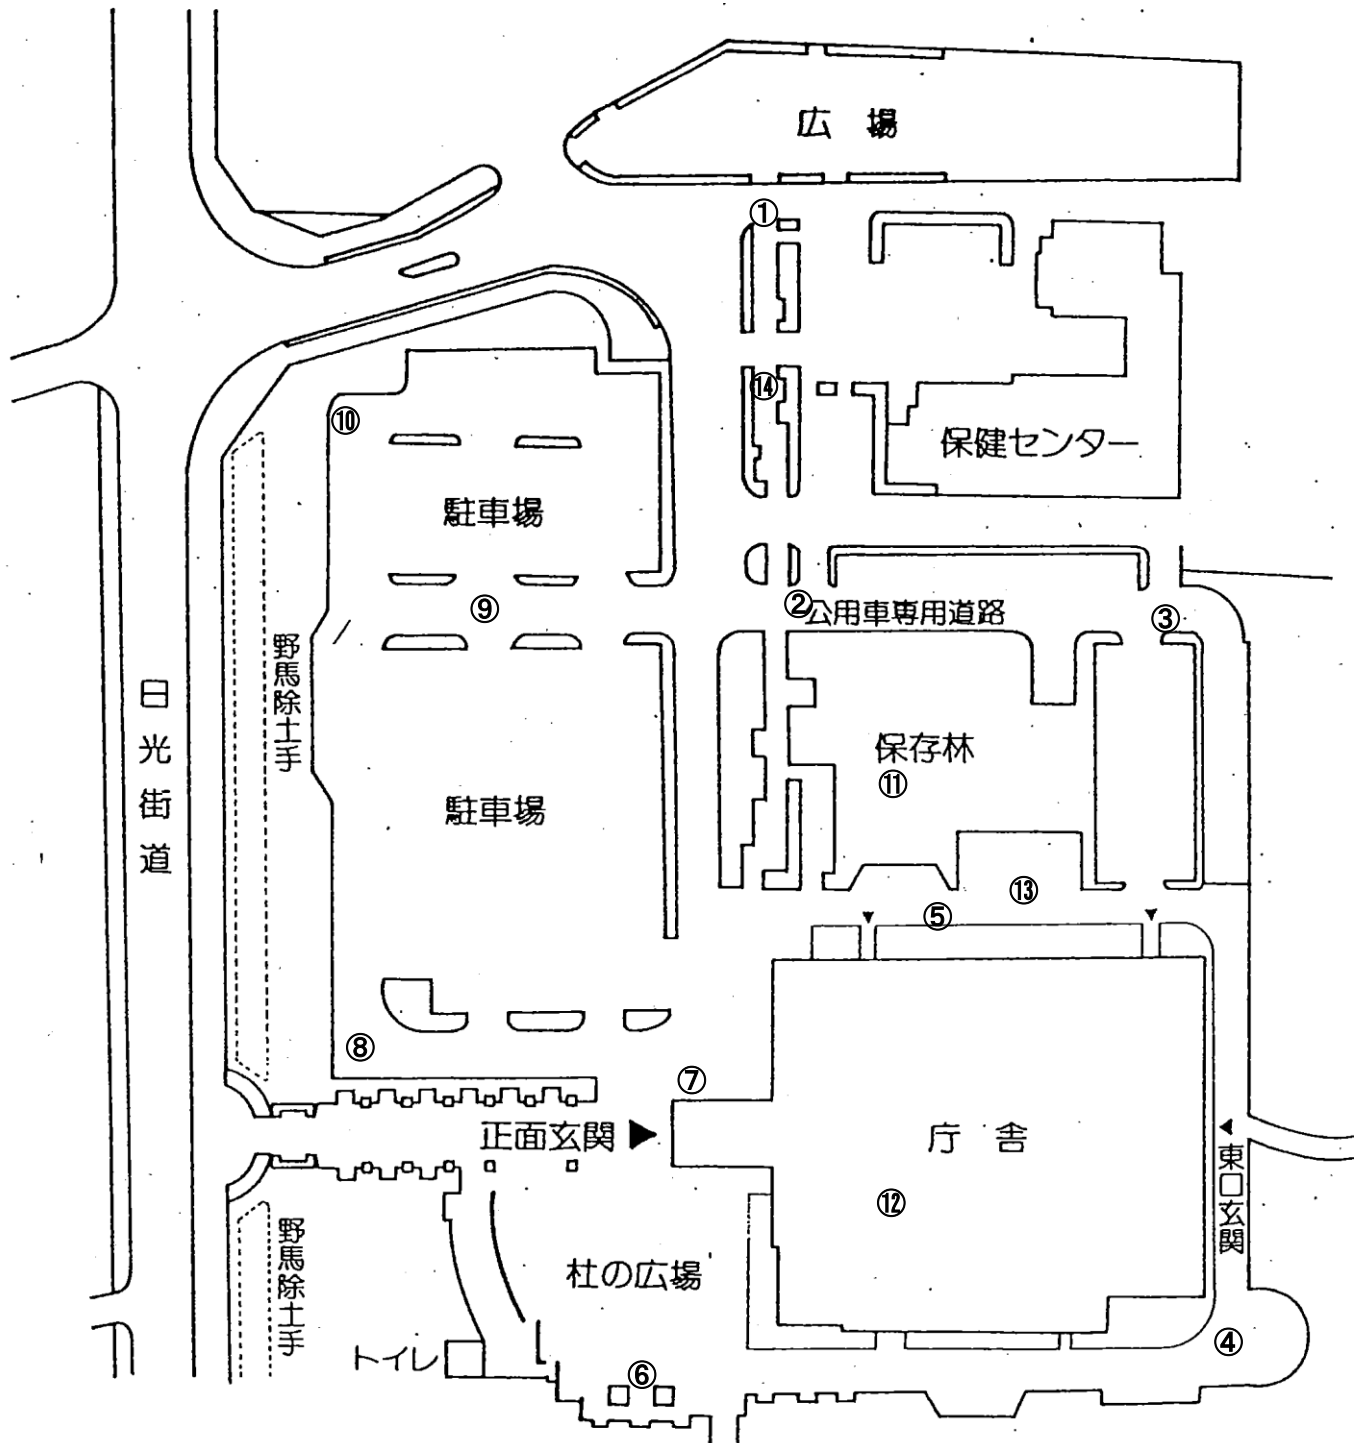 広場
①
⑭
⑩
保健センター
駐車場
②
公用車専用道路
③
⑨
野馬除土手
日光街道
保存林
⑪
駐車場
⑬
⑤
⑧
⑦
正面玄関
庁舎
東口玄関
⑫
野馬除土手
杜の広場
トイレ
④
⑥